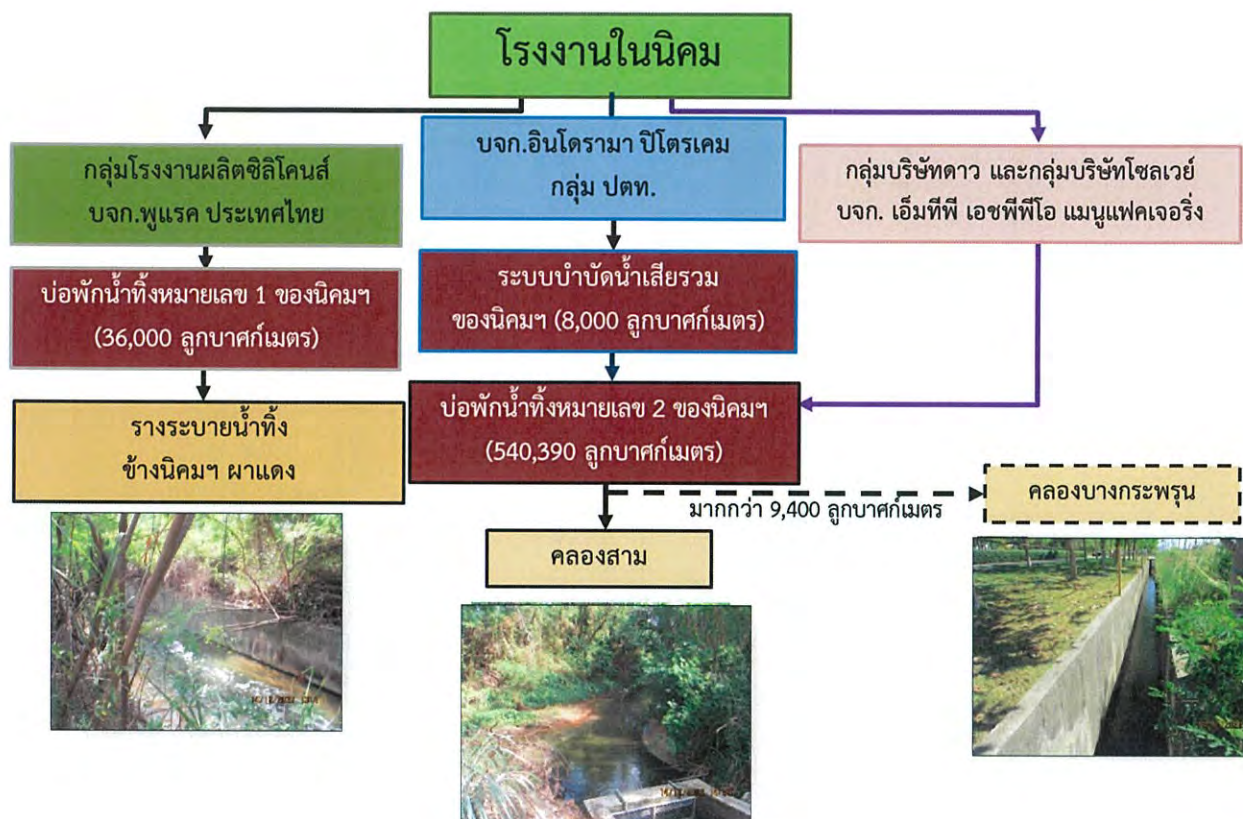 โรงงานในนิคม
กลุ่มโรงงานผลิตซิลิโคนส์
บจก.พูแรค ประเทศไทย
บจก.อินโดรามา ปิโตรเคม
กลุ่ม ปตท.
กลุ่มบริษัทดาว และกลุ่มบริษัทโซลเวย์
บจก. เอ็มทีพี เอชพีพีโอ แมนูแฟคเจอริ่ง
บ่อพักน้ำทิ้งหมายเลข 1 ของนิคมฯ
(36,000 ลูกบาศก์เมตร)
ระบบบำบัดน้ำเสียรวม
ของนิคมฯ (8,000 ลูกบาศก์เมตร)
รางระบายน้ำทิ้ง
ข้างนิคมฯ ผาแดง
บ่อพักน้ำทิ้งหมายเลข 2 ของนิคมฯ
(540,390 ลูกบาศก์เมตร)
มากกว่า 9,400 ลูกบาศก์เมตร
คลองบางกระพรุน
คลองสาม